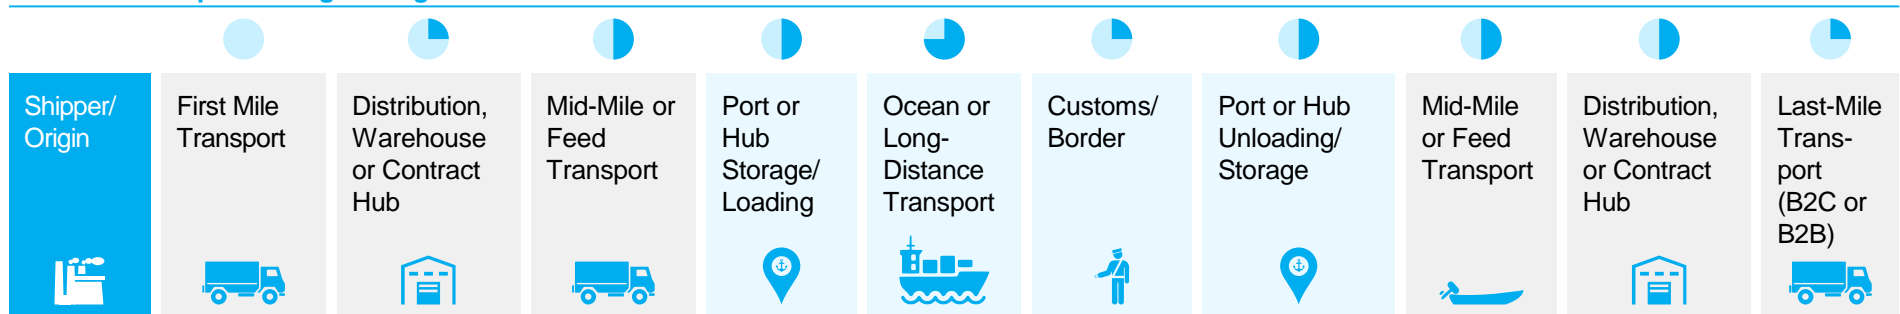 Shipper/
Origin
First Mile
Transport
Distribution,
Warehouse
or Contract
Hub
Mid-Mile or
Feed
Transport
Port or
Hub
Storage/
Loading
Ocean or
Long-
Distance
Transport
Customs/
Border
Port or Hub
Unloading/
Storage
Mid-Mile
or Feed
Transport
Distribution,
Warehouse
or Contract
Hub
Last-Mile
Trans-
port
(B2C or
B2B)